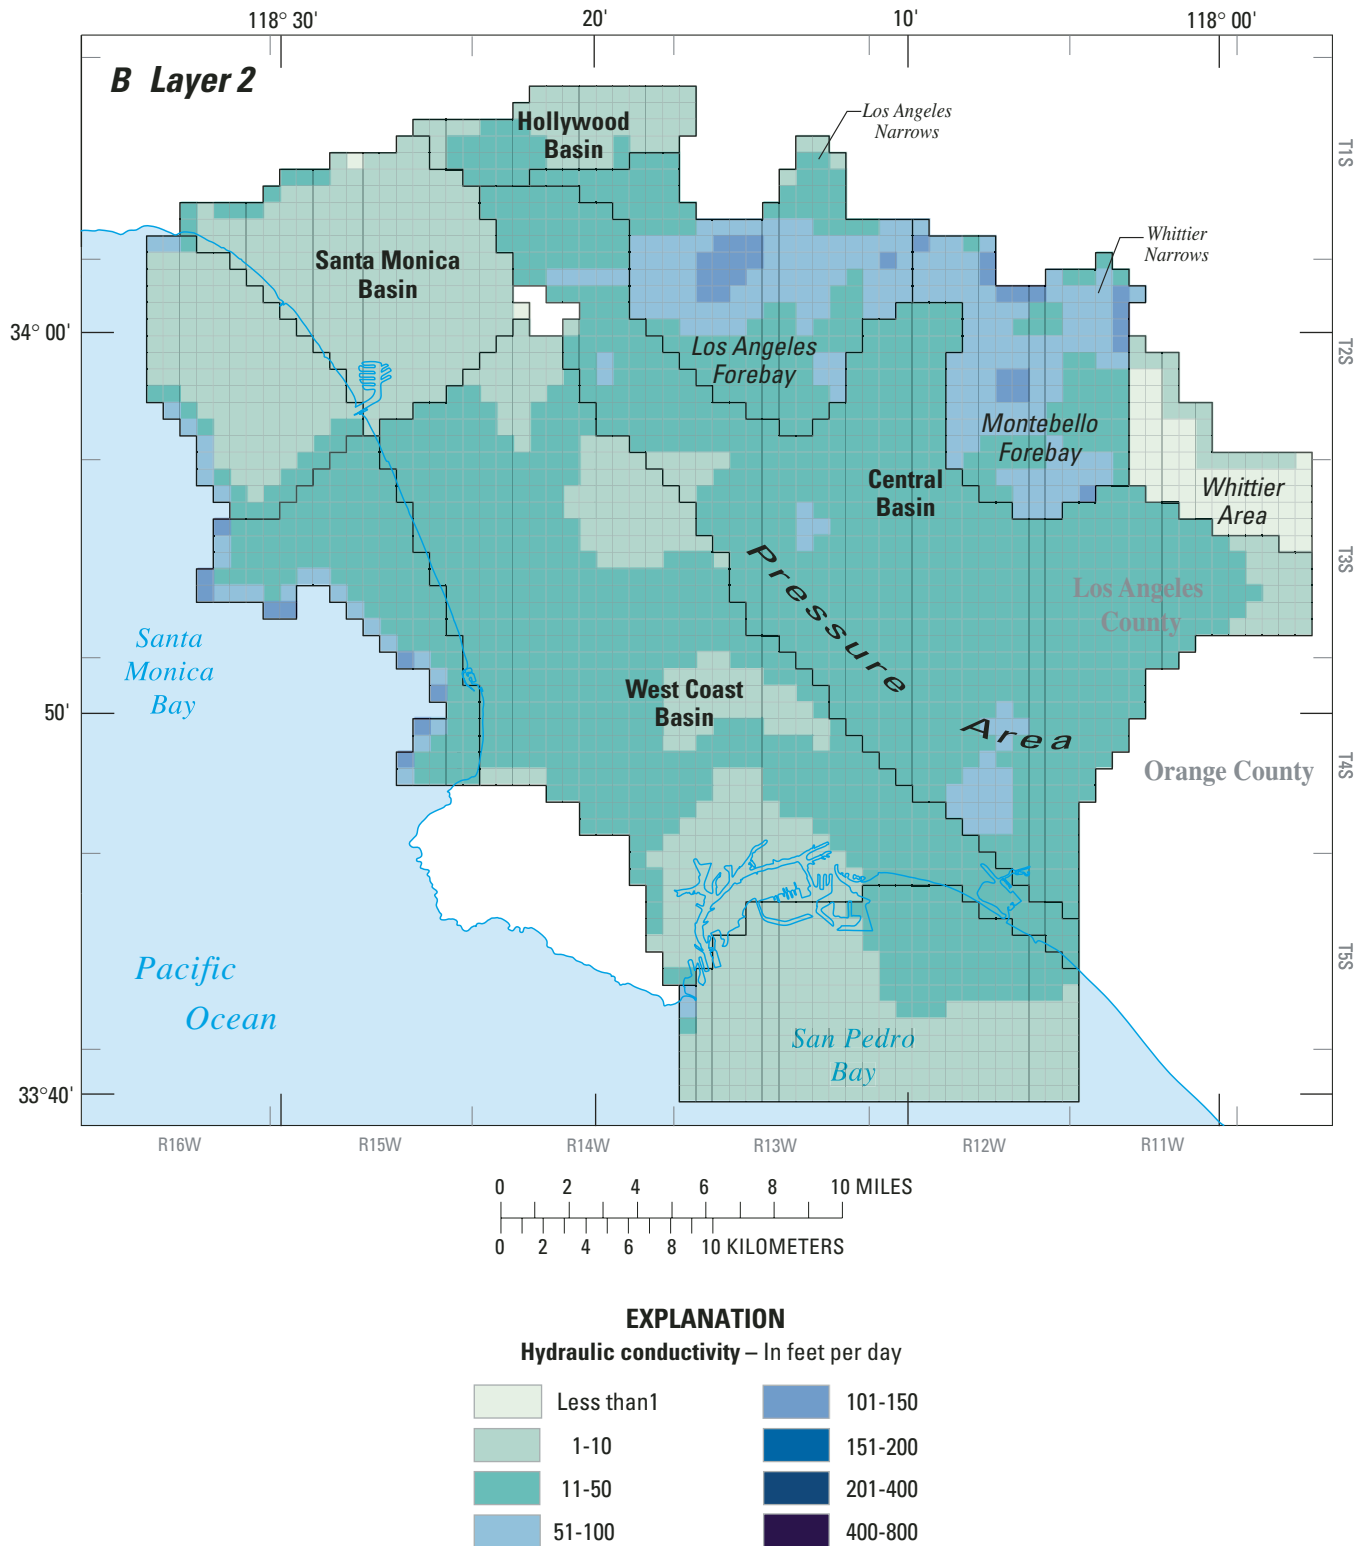 118° 30'
20'
10'
118° 00'
B Layer 2
Los Angeles
Narrows
Hollywood
Basin
T1S
Whittier
Narrows
Santa Monica
Basin
34° 00'
Los Angeles
Forebay
T2S
Montebello
Forebay
Central
Basin
Whittier
Area
T3S
Pressure
Area
Los Angeles
County
Santa
Monica
Bay
West Coast
Basin
50'
T4S
Orange County
Pacific
Ocean
T5S
San Pedro
Bay
33°40'
R16W
R15W
R14W
R13W
R12W
R11W
0 2 4 6 8 10 MILES
0 2 4 6 8 10 KILOMETERS
EXPLANATION
Hydraulic conductivity – In feet per day
Less than1
1-10
11-50
51-100
101-150
151-200
201-400
400-800